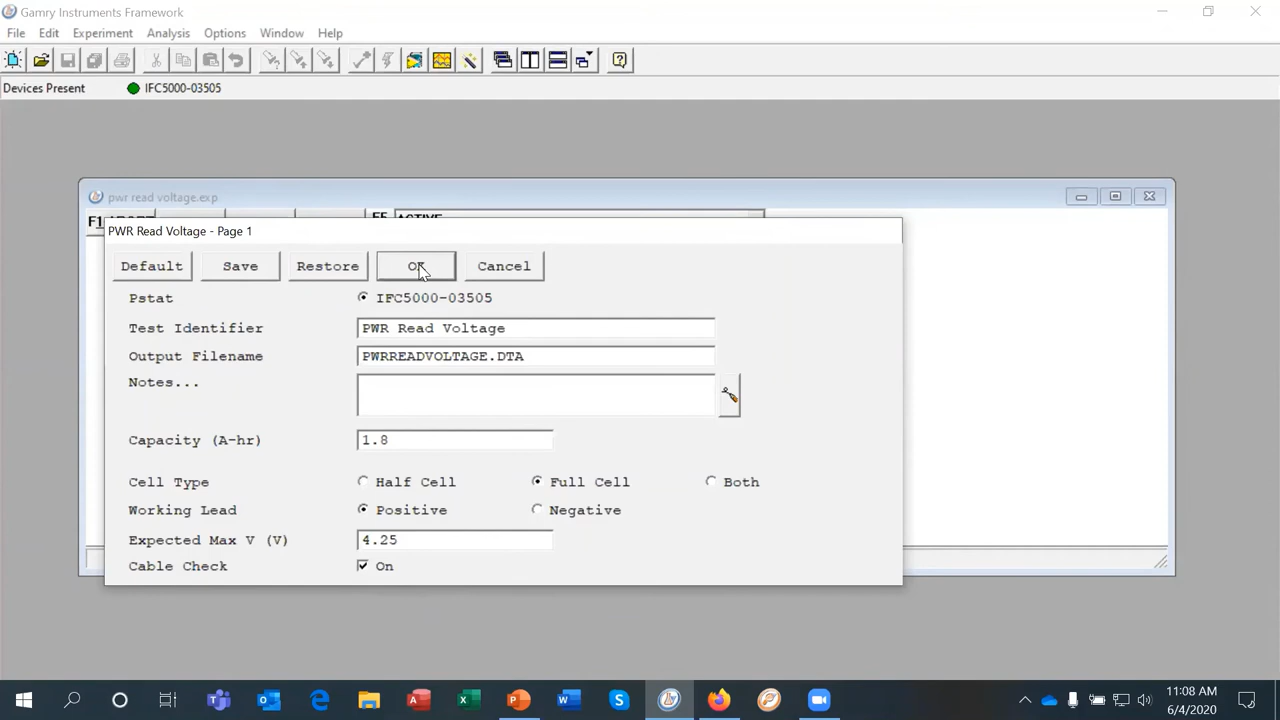 Gamry Instruments Framework
File Edit Experiment Analysis Options Window Help
Devices Present IFC5000-03505
pwr read voltage.exp
PWR Read Voltage - Page 1
Default Save Restore OK Cancel
Pstat IFC5000-03505
Test Identifier PWR Read Voltage
Output Filename PWRREADVOLTAGE.DTA
Notes...
Capacity (A-hr) 1.8
Cell Type Half Cell Full Cell Both
Working Lead Positive Negative
Expected Max V (V) 4.25
Cable Check On
11:08 AM
6/4/2020